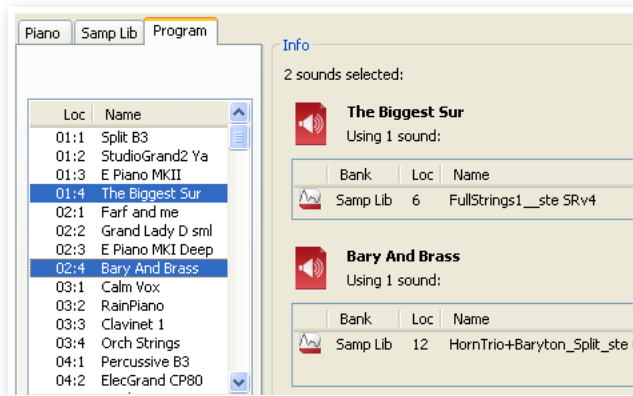 Piano Samp Lib Program
Loc Name
01:1 Split B3
01:2 StudioGrand2 Ya
01:3 E Piano MKII
01:4 The Biggest Sur
02:1 Farf and me
02:2 Grand Lady D sml
02:3 E Piano MKI Deep
02:4 Bary And Brass
03:1 Calm Vox
03:2 RainPiano
03:3 Clavinet 1
03:4 Orch Strings
04:1 Percussive B3
04:2 ElecGrand CP80
Info
2 sounds selected:
The Biggest Sur
Using 1 sound:
Bank Loc Name
Samp Lib 6 FullStrings1__ste SRv4
Bary And Brass
Using 1 sound:
Bank Loc Name
Samp Lib 12 HornTrio+Baryton_Split_ste